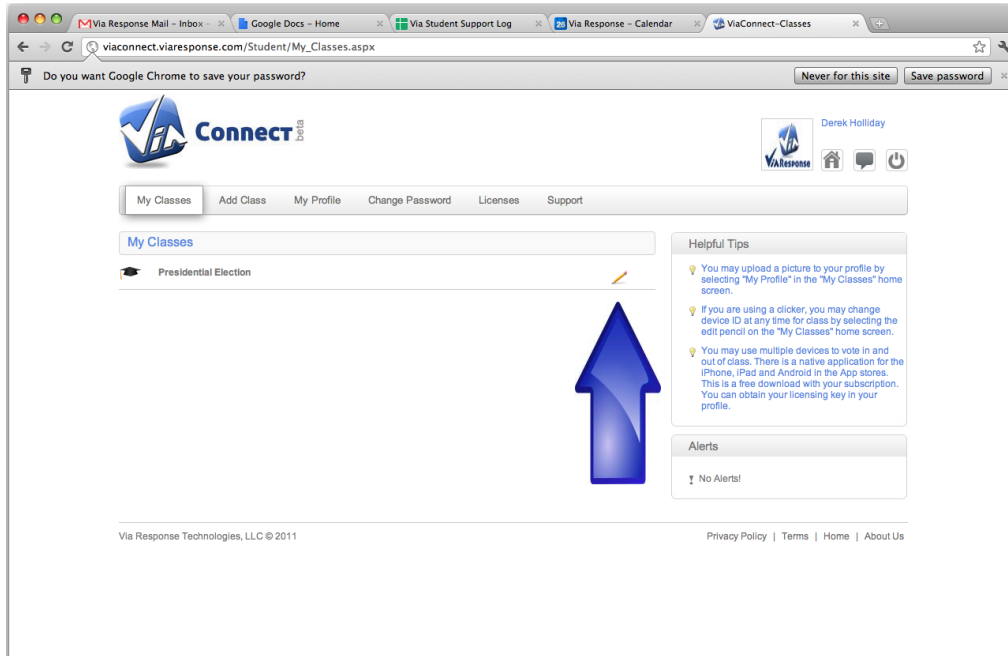 Via Response Mail – Inbox –
Google Docs – Home
Via Student Support Log
26
Via Response – Calendar
ViaConnect–Classes
viaconnect.viaresponse.com/Student/My_Classes.aspx
Do you want Google Chrome to save your password?
Never for this site
Save password
Via Connect beta
Derek Holliday
ViA Response
My Classes
Add Class
My Profile
Change Password
Licenses
Support
My Classes
Presidential Election
Helpful Tips
You may upload a picture to your profile by
selecting "My Profile" in the "My Classes" home
screen.
If you are using a clicker, you may change
device ID at any time for class by selecting the
edit pencil on the "My Classes" home screen.
You may use multiple devices to vote in and
out of class. There is a native application for the
iPhone, iPad and Android in the App stores.
This is a free download with your subscription.
You can obtain your licensing key in your
profile.
Alerts
No Alerts!
Via Response Technologies, LLC © 2011
Privacy Policy | Terms | Home | About Us